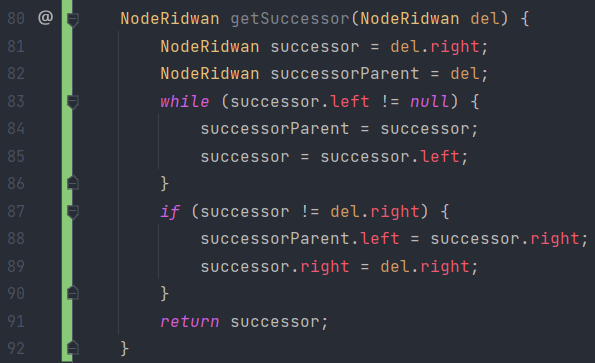 80 @ NodeRidwan getSuccessor(NodeRidwan del) {
81 NodeRidwan successor = del.right;
82 NodeRidwan successorParent = del;
83 while (successor.left != null) {
84 successorParent = successor;
85 successor = successor.left;
86 }
87 if (successor != del.right) {
88 successorParent.left = successor.right;
89 successor.right = del.right;
90 }
91 return successor;
92 }